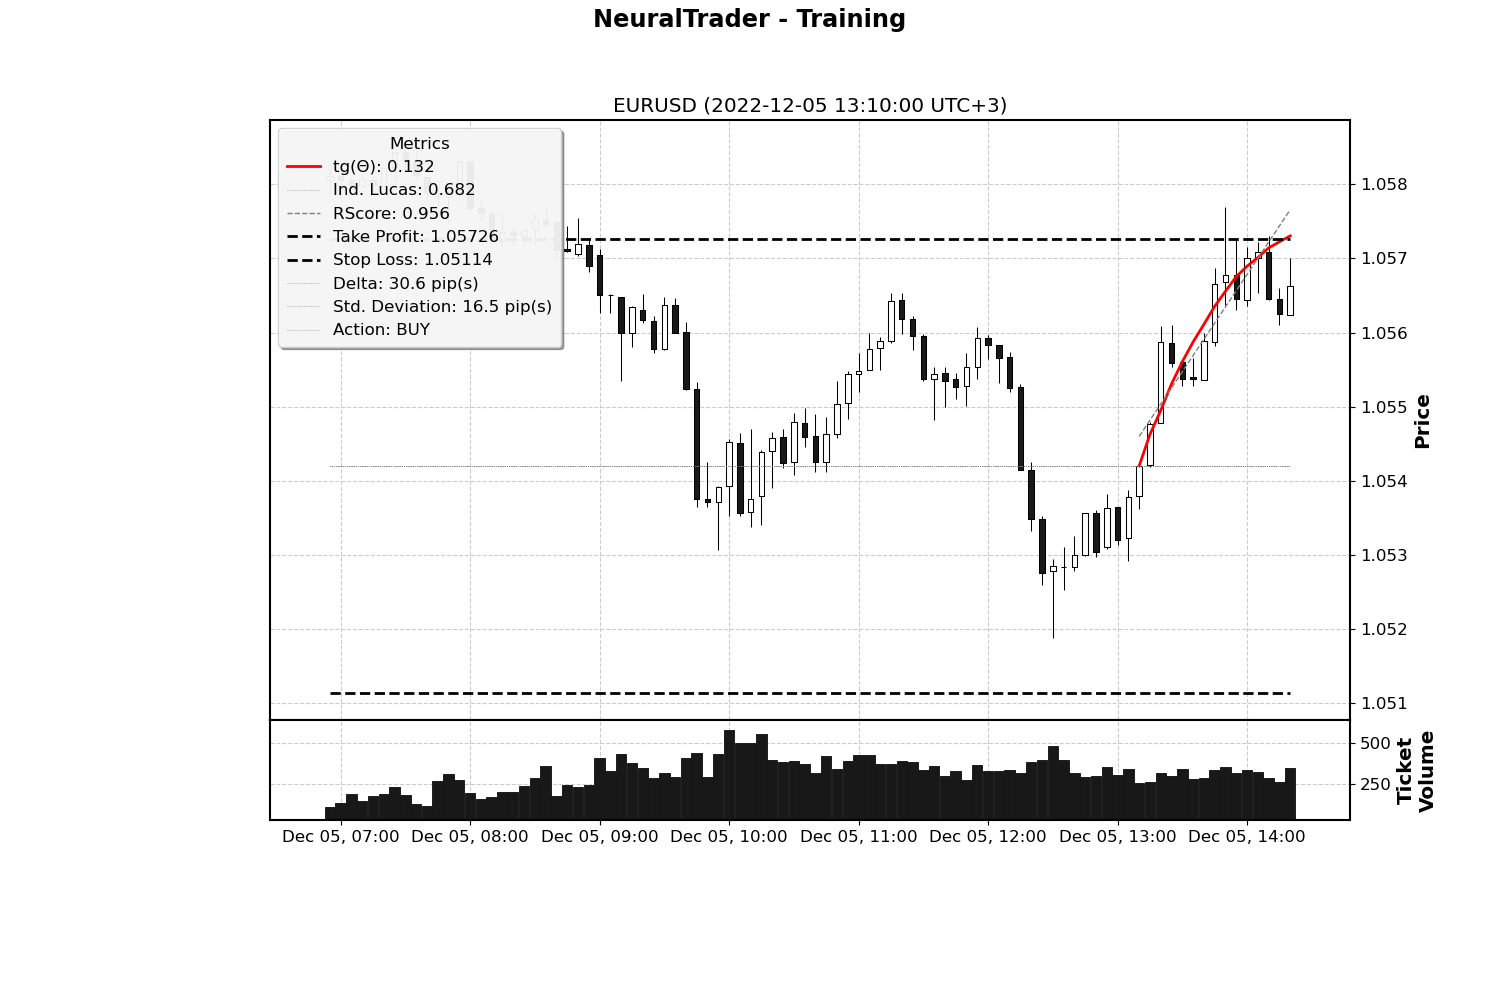 NeuralTrader - Training
EURUSD (2022-12-05 13:10:00 UTC+3)
Metrics
tg(Θ): 0.132
Ind. Lucas: 0.682
RScore: 0.956
Take Profit: 1.05726
Stop Loss: 1.05114
Delta: 30.6 pip(s)
Std. Deviation: 16.5 pip(s)
Action: BUY
1.058
1.057
1.056
1.055
1.054
1.053
1.052
1.051
Price
500
250
Ticket
Volume
Dec 05, 07:00 Dec 05, 08:00 Dec 05, 09:00 Dec 05, 10:00 Dec 05, 11:00 Dec 05, 12:00 Dec 05, 13:00 Dec 05, 14:00